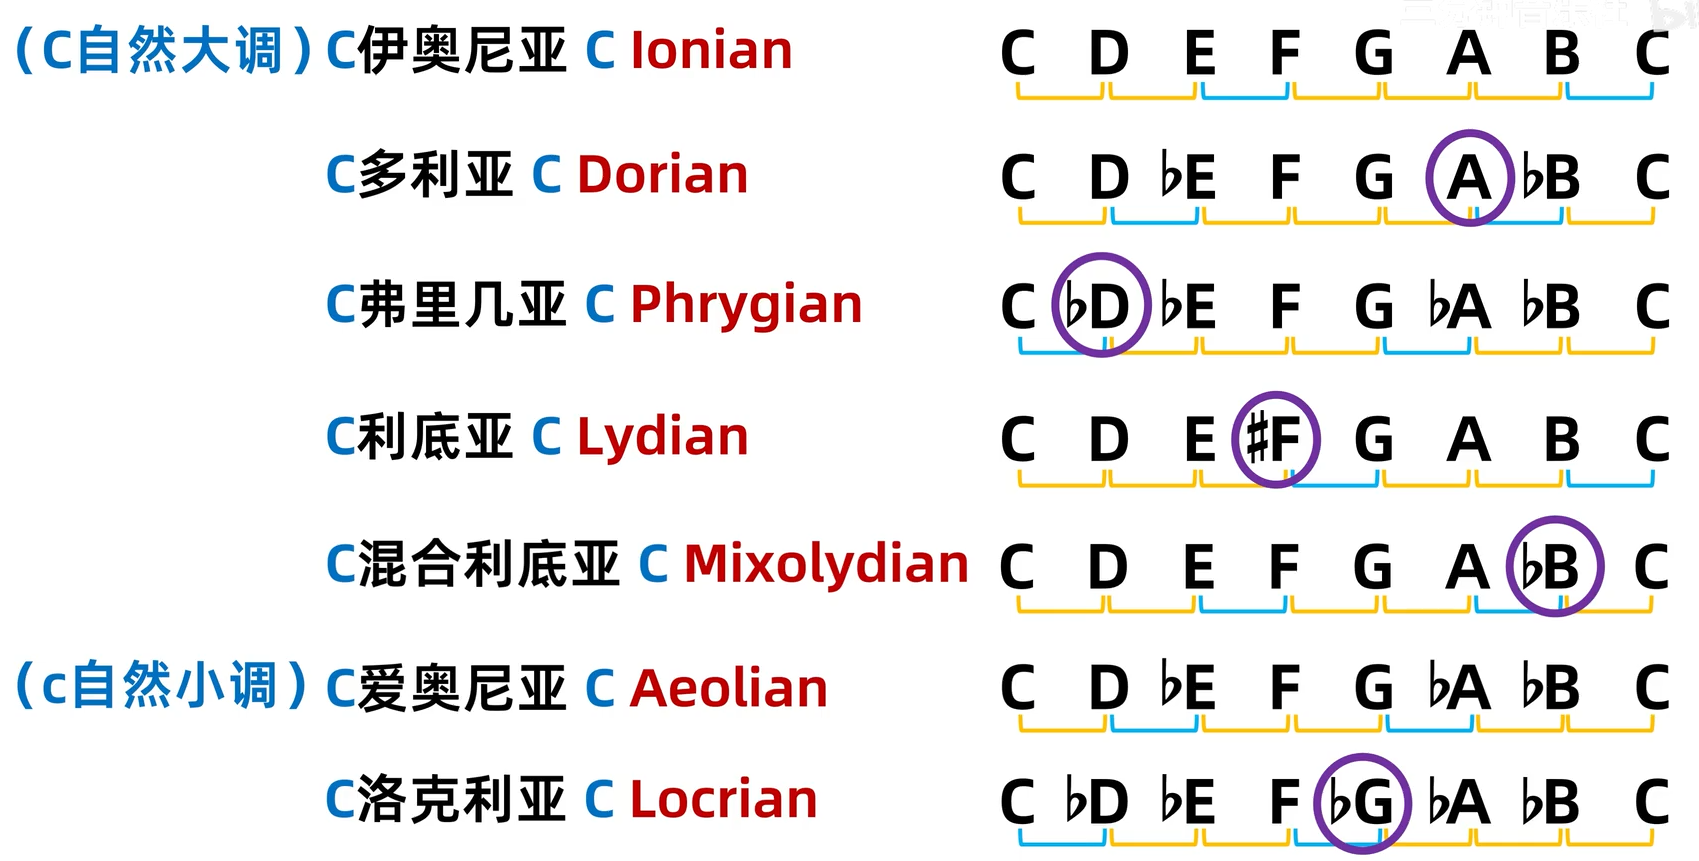 (C自然大调) C伊奥尼亚 C Ionian C D E F G A B C
C多利亚 C Dorian C D ♭E F G A ♭B C
C弗里几亚 C Phrygian C ♭D ♭E F G ♭A ♭B C
C利底亚 C Lydian C D E ♯F G A B C
C混合利底亚 C Mixolydian C D E F G A ♭B C
(c自然小调) C爱奥尼亚 C Aeolian C D ♭E F G ♭A ♭B C
C洛克利亚 C Locrian C ♭D ♭E F ♭G ♭A ♭B C